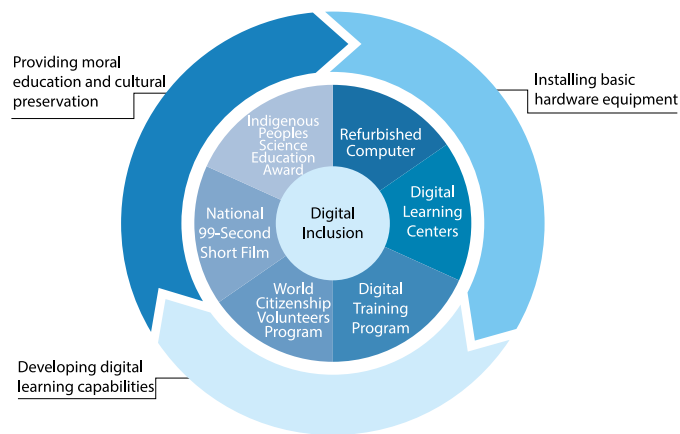 Providing moral
education and cultural
preservation
Installing basic
hardware equipment
Indigenous
Peoples
Science
Education
Award
Refurbished
Computer
Digital
Learning
Centers
National
99-Second
Short Film
Digital
Inclusion
World
Citizenship
Volunteers
Program
Digital
Training
Program
Developing digital
learning capabilities